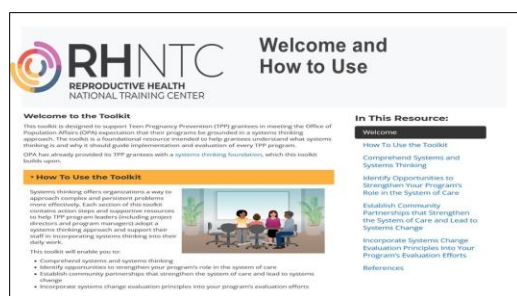 RHNTC
REPRODUCTIVE HEALTH
NATIONAL TRAINING CENTER
Welcome and
How to Use
Welcome to the Toolkit
This toolkit is designed to support Teen Pregnancy Prevention (TPP) grantees in meeting the Office of
Population Affairs (OPA) expectation that their programs be grounded in a systems thinking
approach. The toolkit is a foundational resource intended to help grantees understand what systems
thinking is and why it should guide implementation and evaluation of every TPP program.
OPA has already provided its TPP grantees with a systems thinking foundation, which this toolkit
builds upon.
How To Use the Toolkit
Systems thinking offers organizations a way to
approach complex and persistent problems
more effectively. Each section of this toolkit
contains action steps and supportive resources
to help TPP program leaders (including project
directors and program managers) adopt a
systems thinking approach and support their
staff in incorporating systems thinking into their
daily work.
This toolkit will enable you to:
• Comprehend systems and systems thinking
• Identify opportunities to strengthen your program's role in the system of care
• Establish community partnerships that strengthen the system of care and lead to systems
change
• Incorporate systems change evaluation principles into your program's evaluation efforts
In This Resource:
Welcome
How To Use the Toolkit
Comprehend Systems and
Systems Thinking
Identify Opportunities to
Strengthen Your Program's
Role in the System of Care
Establish Community
Partnerships that Strengthen
the System of Care and Lead to
Systems Change
Incorporate Systems Change
Evaluation Principles Into Your
Program's Evaluation Efforts
References